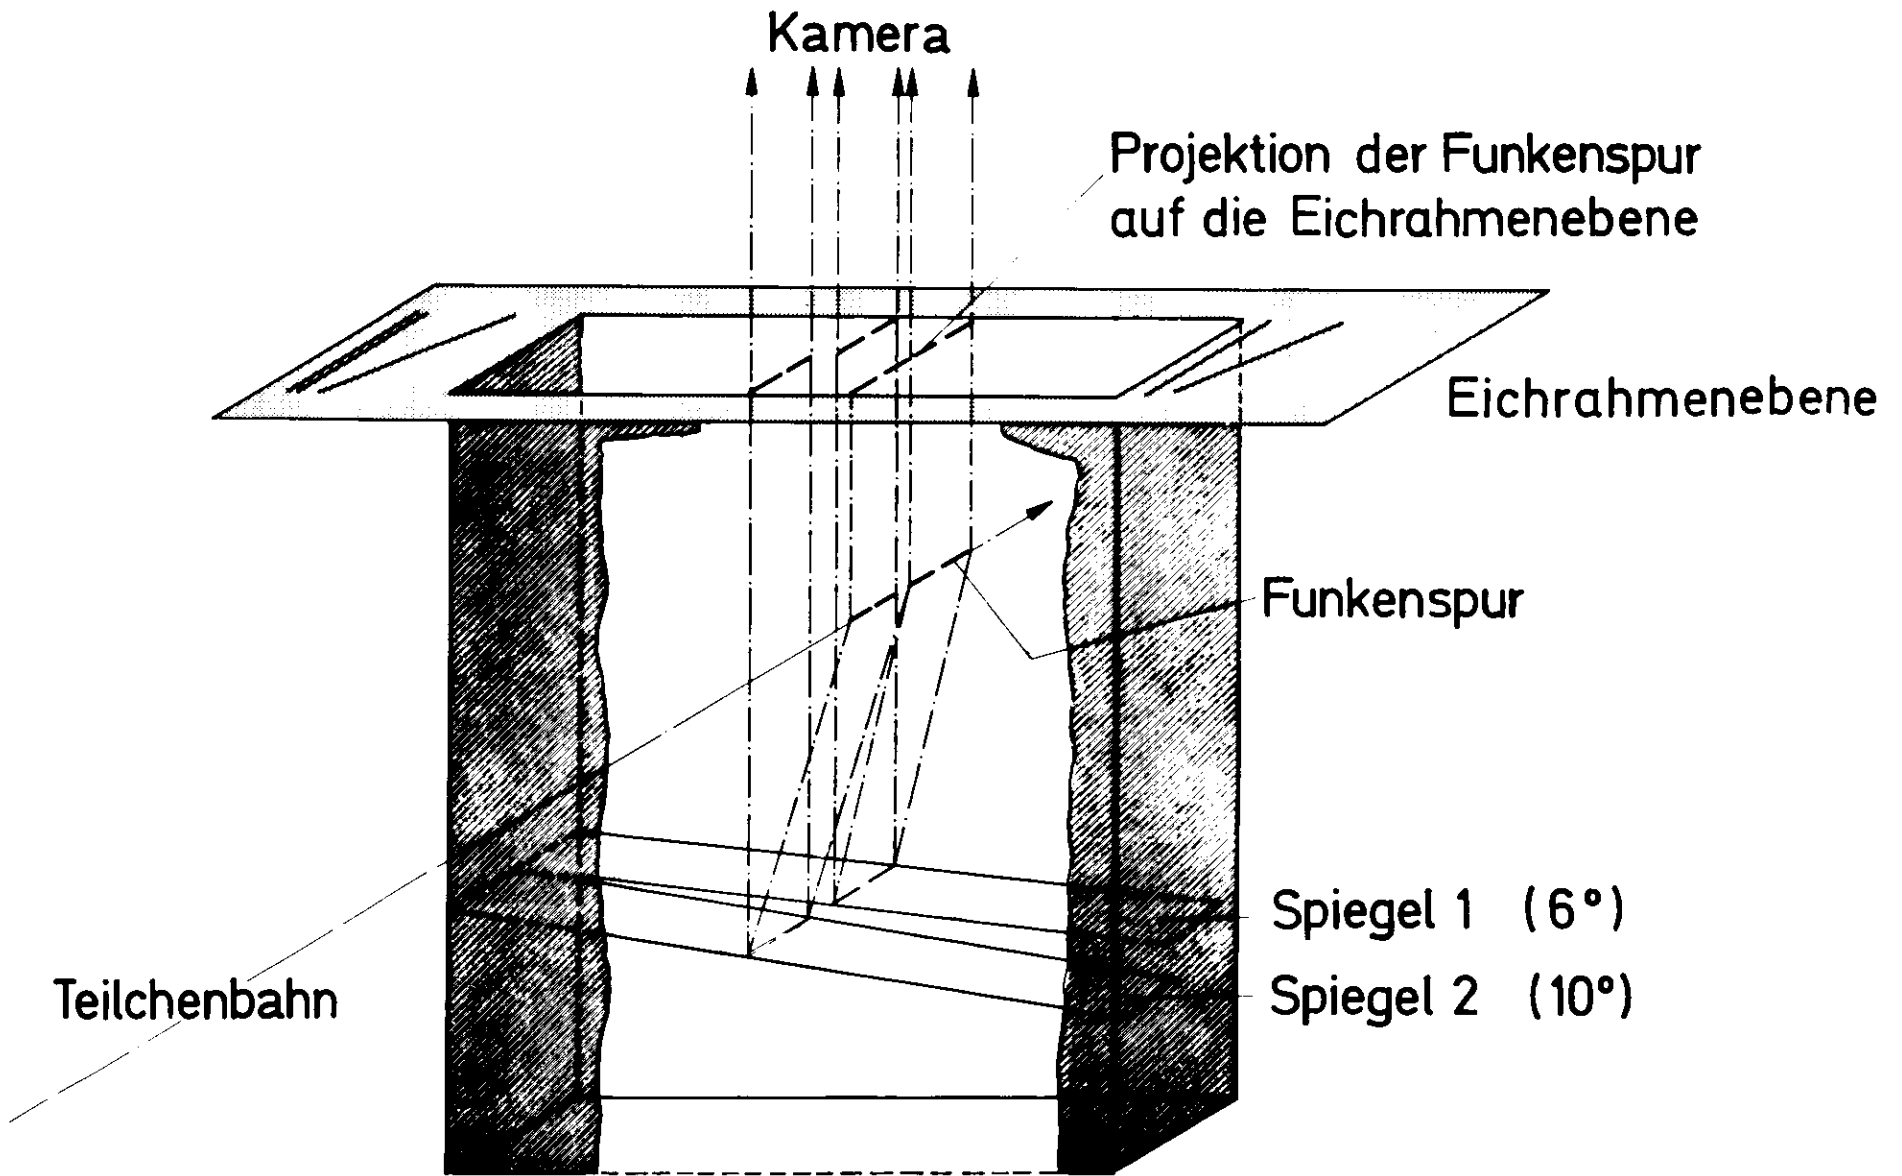 Kamera
Projektion der Funkenspur
auf die Eichrahmenebene
Eichrahmenebene
Funkenspur
Spiegel 1 (6°)
Spiegel 2 (10°)
Teilchenbahn